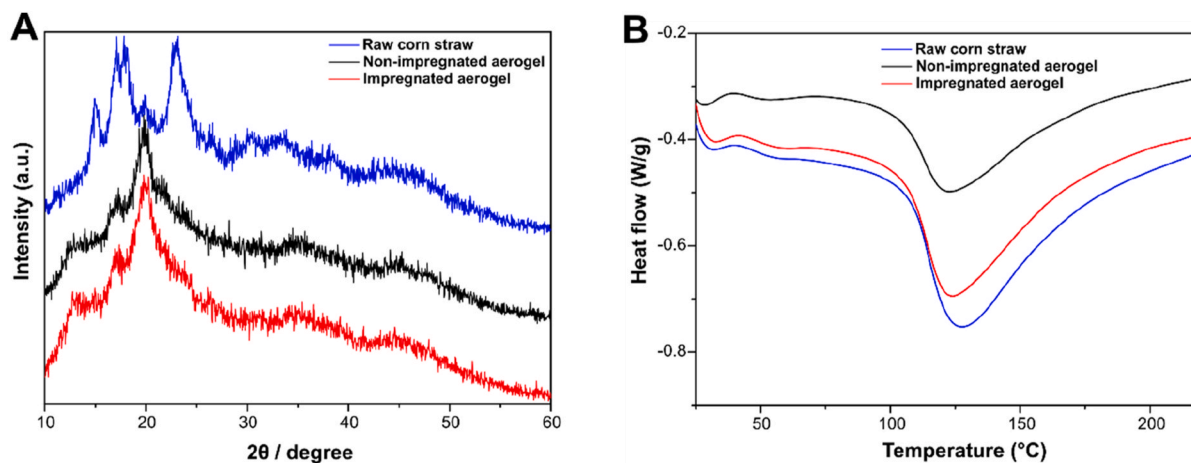 A
Raw corn straw
Non-impregnated aerogel
Impregnated aerogel
Intensity (a.u.)
10 20 30 40 50 60
2θ / degree
B
-0.2
-0.4
-0.6
-0.8
Raw corn straw
Non-impregnated aerogel
Impregnated aerogel
Heat flow (W/g)
50 100 150 200
Temperature (°C)